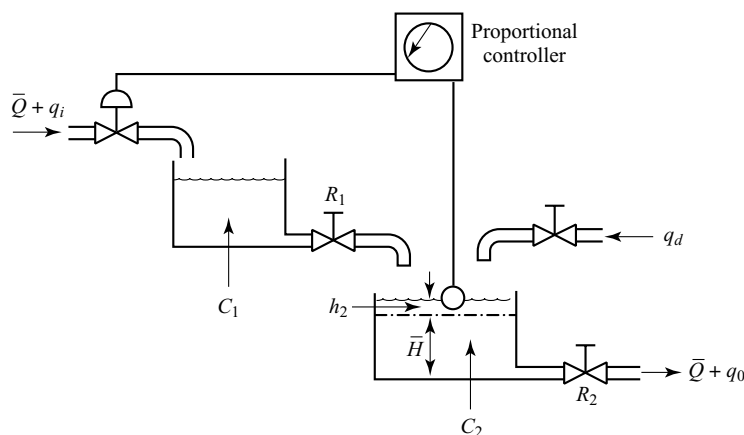 Proportional
controller
Q̄ + qᵢ
R₁
q_d
C₁
h₂
H̄
Q̄ + q₀
R₂
C₂